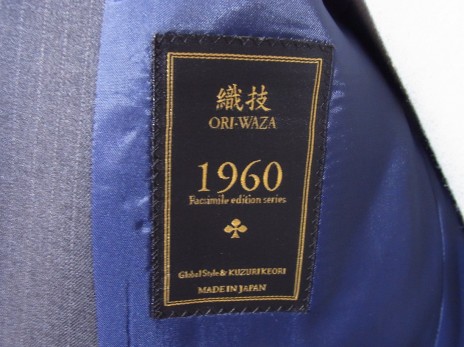 織技
ORI-WAZA
1960
Facsimile edition series
Global Style & KUZURI KEORI
MADE IN JAPAN